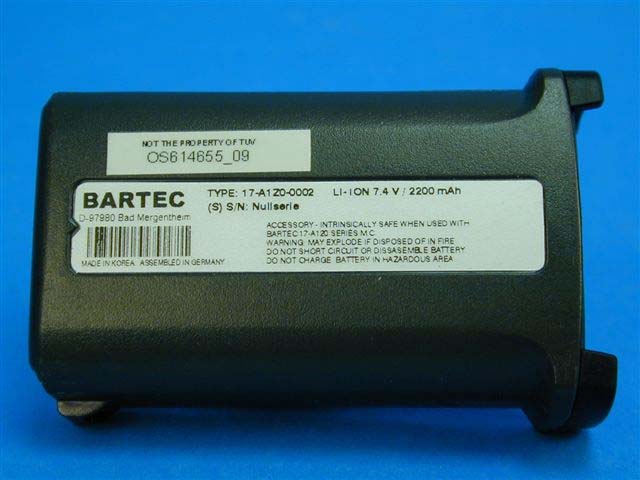 NOT THE PROPERTY OF TUV
OS614655_09
BARTEC
D-97980 Bad Mergentheim
MADE IN KOREA. ASSEMBLED IN GERMANY
TYPE: 17-A1Z0-0002 LI-ION 7.4 V / 2200 mAh
(S) S/N: Nullserie
ACCESSORY - INTRINSICALLY SAFE WHEN USED WITH
BARTEC 17-A120 SERIES M.C.
WARNING: MAY EXPLODE IF DISPOSED OF IN FIRE
DO NOT SHORT CIRCUIT OR DISSASEMBLE BATTERY
DO NOT CHARGE BATTERY IN HAZARDOUS AREA